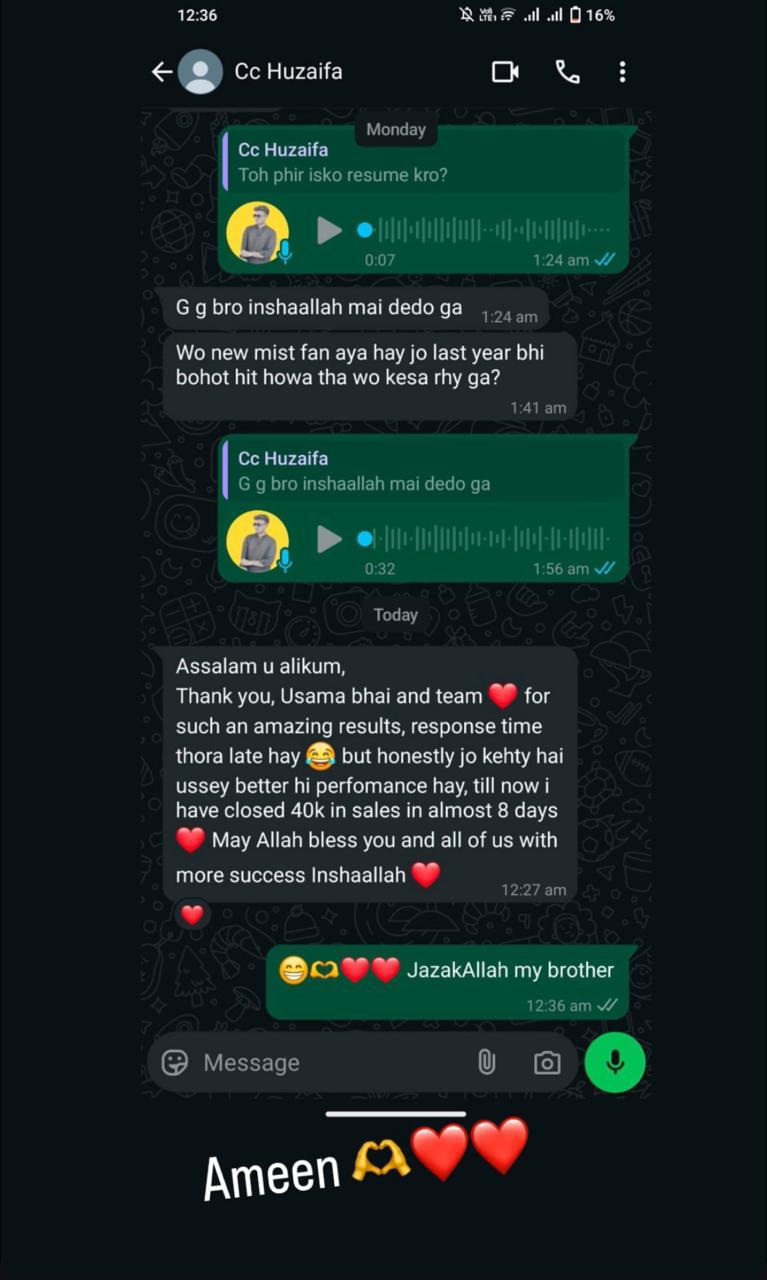 12:36
Vo) LTE1 16%
Cc Huzaifa
Monday
Cc Huzaifa
Toh phir isko resume kro?
0:07 1:24 am
G g bro inshaallah mai dedo ga 1:24 am
Wo new mist fan aya hay jo last year bhi
bohot hit howa tha wo kesa rhy ga?
1:41 am
Cc Huzaifa
G g bro inshaallah mai dedo ga
0:32 1:56 am
Today
Assalam u alikum,
Thank you, Usama bhai and team ❤️ for
such an amazing results, response time
thora late hay 😂 but honestly jo kehty hai
ussey better hi perfomance hay, till now i
have closed 40k in sales in almost 8 days
❤️ May Allah bless you and all of us with
more success Inshaallah ❤️
12:27 am
❤️
😁🫶❤️❤️ JazakAllah my brother
12:36 am
Message
Ameen 🫶❤️❤️